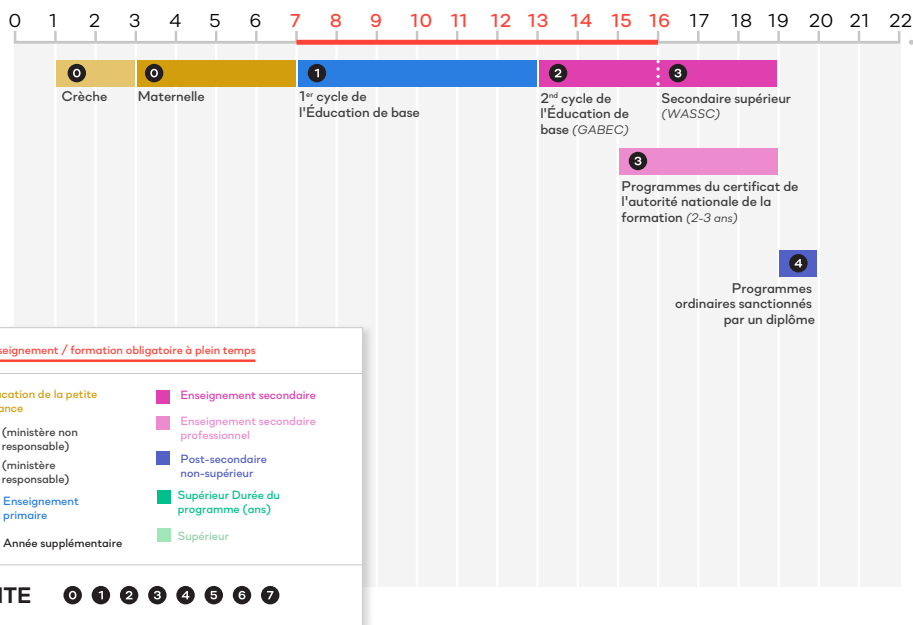 0 1 2 3 4 5 6 7 8 9 10 11 12 13 14 15 16 17 18 19 20 21 22
0 0 1 2 3
Crèche Maternelle 1er cycle de 2nd cycle de Secondaire supérieur
l'Éducation de base l'Éducation de (WASSC)
base (GABEC)
3
Programmes du certificat de
l'autorité nationale de la
formation (2-3 ans)
4
Programmes
ordinaires sanctionnés
par un diplôme
seignement / formation obligatoire à plein temps
cation de la petite
ance
(ministère non
responsable)
(ministère
responsable)
Enseignement
primaire
Année supplémentaire
Enseignement secondaire
Enseignement secondaire
professionnel
Post-secondaire
non-supérieur
Supérieur Durée du
programme (ans)
Supérieur
ITE 0 1 2 3 4 5 6 7